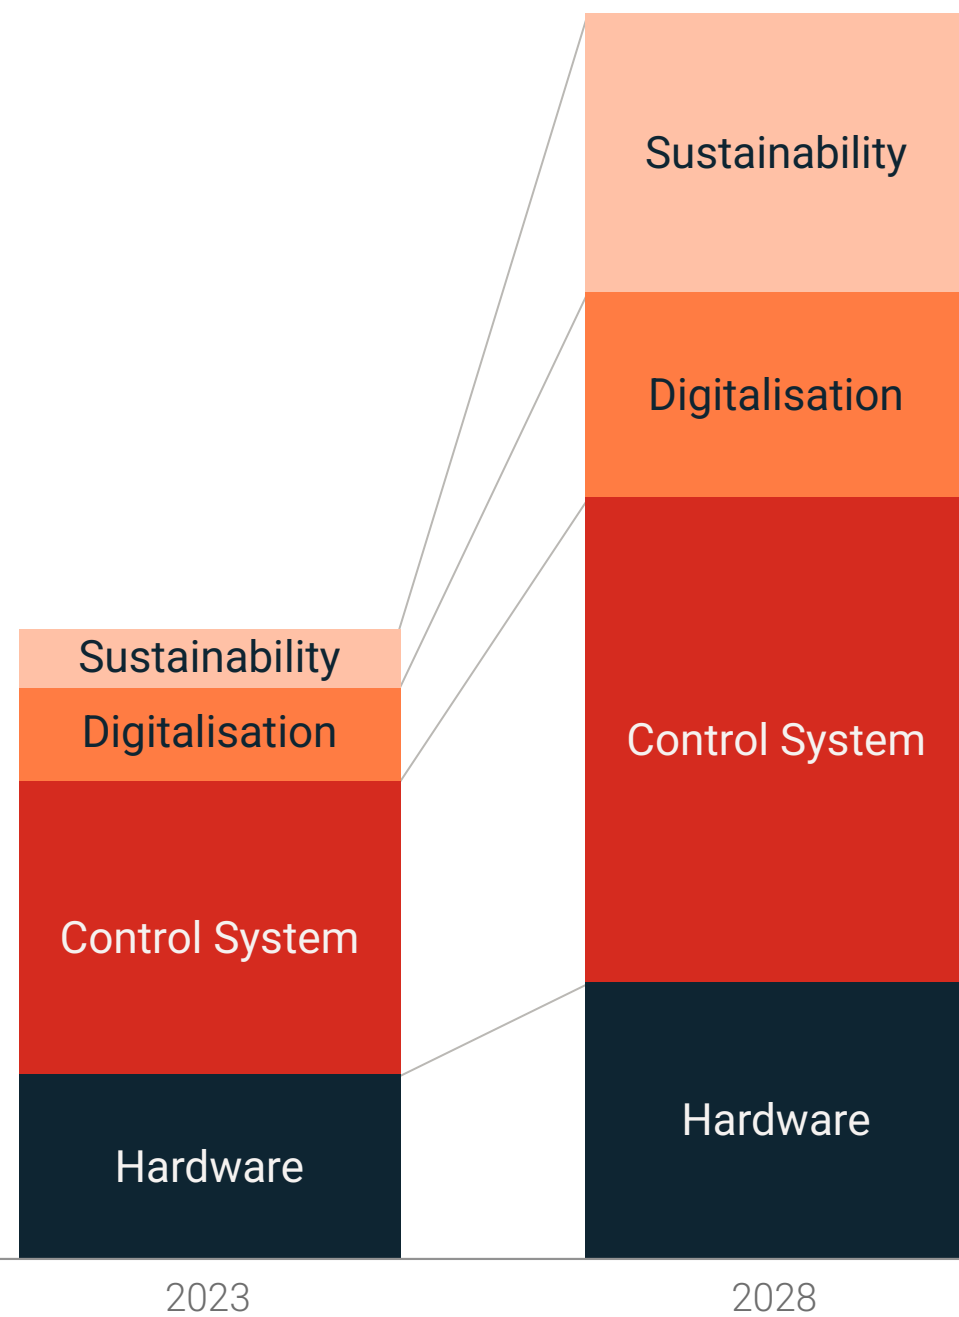 Sustainability
Digitalisation
Control System
Hardware
Sustainability
Digitalisation
Control System
Hardware
2023
2028